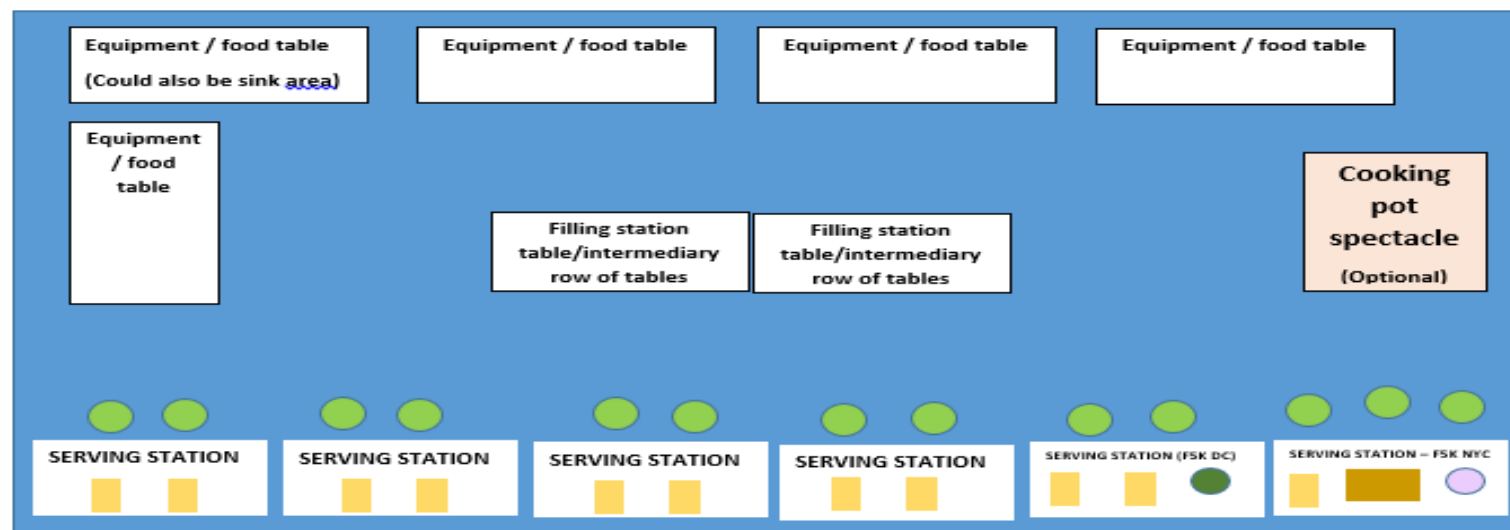 Equipment / food table
(Could also be sink area)
Equipment / food table
Equipment / food table
Equipment / food table
Equipment
/ food
table
Cooking
pot
spectacle
(Optional)
Filling station
table/intermediary
row of tables
Filling station
table/intermediary
row of tables
SERVING STATION
SERVING STATION
SERVING STATION
SERVING STATION
SERVING STATION (FSK DC)
SERVING STATION – FSK NYC